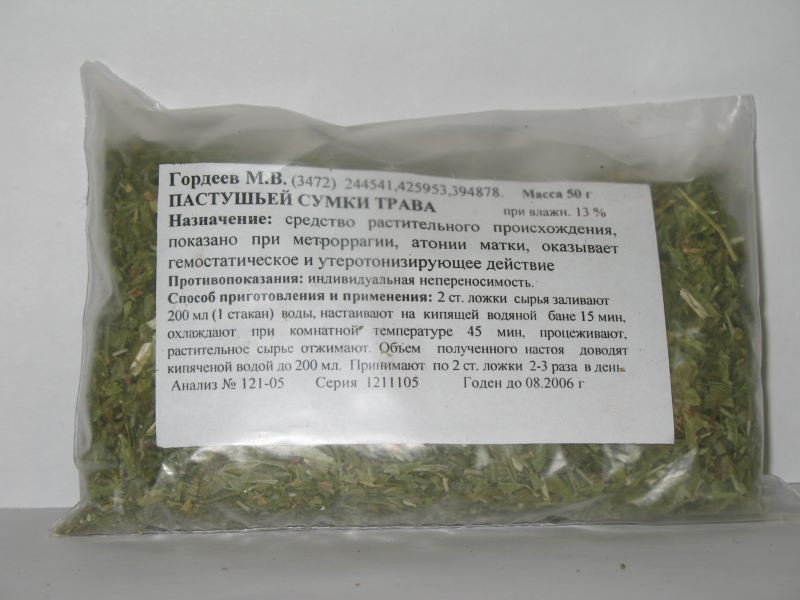 Гордеев М.В. (3472) 244541,425953,394878. Масса 50 г
ПАСТУШЬЕЙ СУМКИ ТРАВА при влажн. 13 %
Назначение: средство растительного происхождения,
показано при метроррагии, атонии матки, оказывает
гемостатическое и утеротонизирующее действие
Противопоказания: индивидуальная непереносимость.
Способ приготовления и применения: 2 ст. ложки сырья заливают
200 мл (1 стакан) воды, настаивают на кипящей водяной бане 15 мин,
охлаждают при комнатной температуре 45 мин, процеживают,
растительное сырье отжимают. Объем полученного настоя доводят
кипяченой водой до 200 мл. Принимают по 2 ст. ложки 2-3 раза в день.
Анализ № 121-05 Серия 1211105 Годен до 08.2006 г